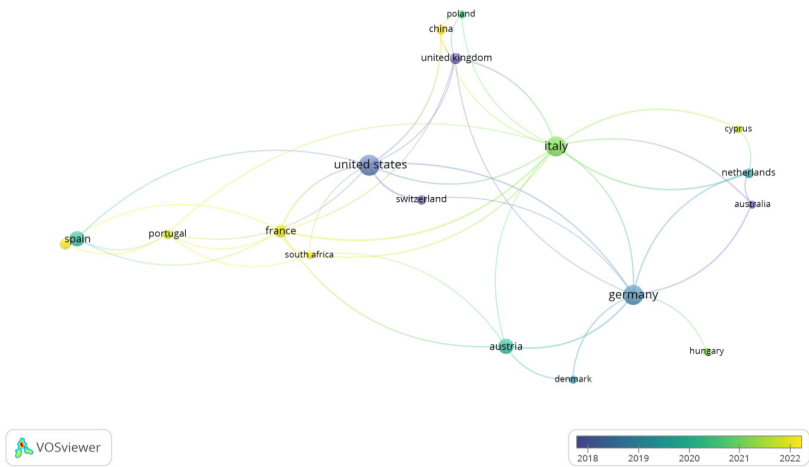 poland
china
united kingdom
italy
cyprus
united states
netherlands
switzerland
australia
portugal
france
spain
south africa
germany
austria
hungary
denmark
VOSviewer
2018 2019 2020 2021 2022